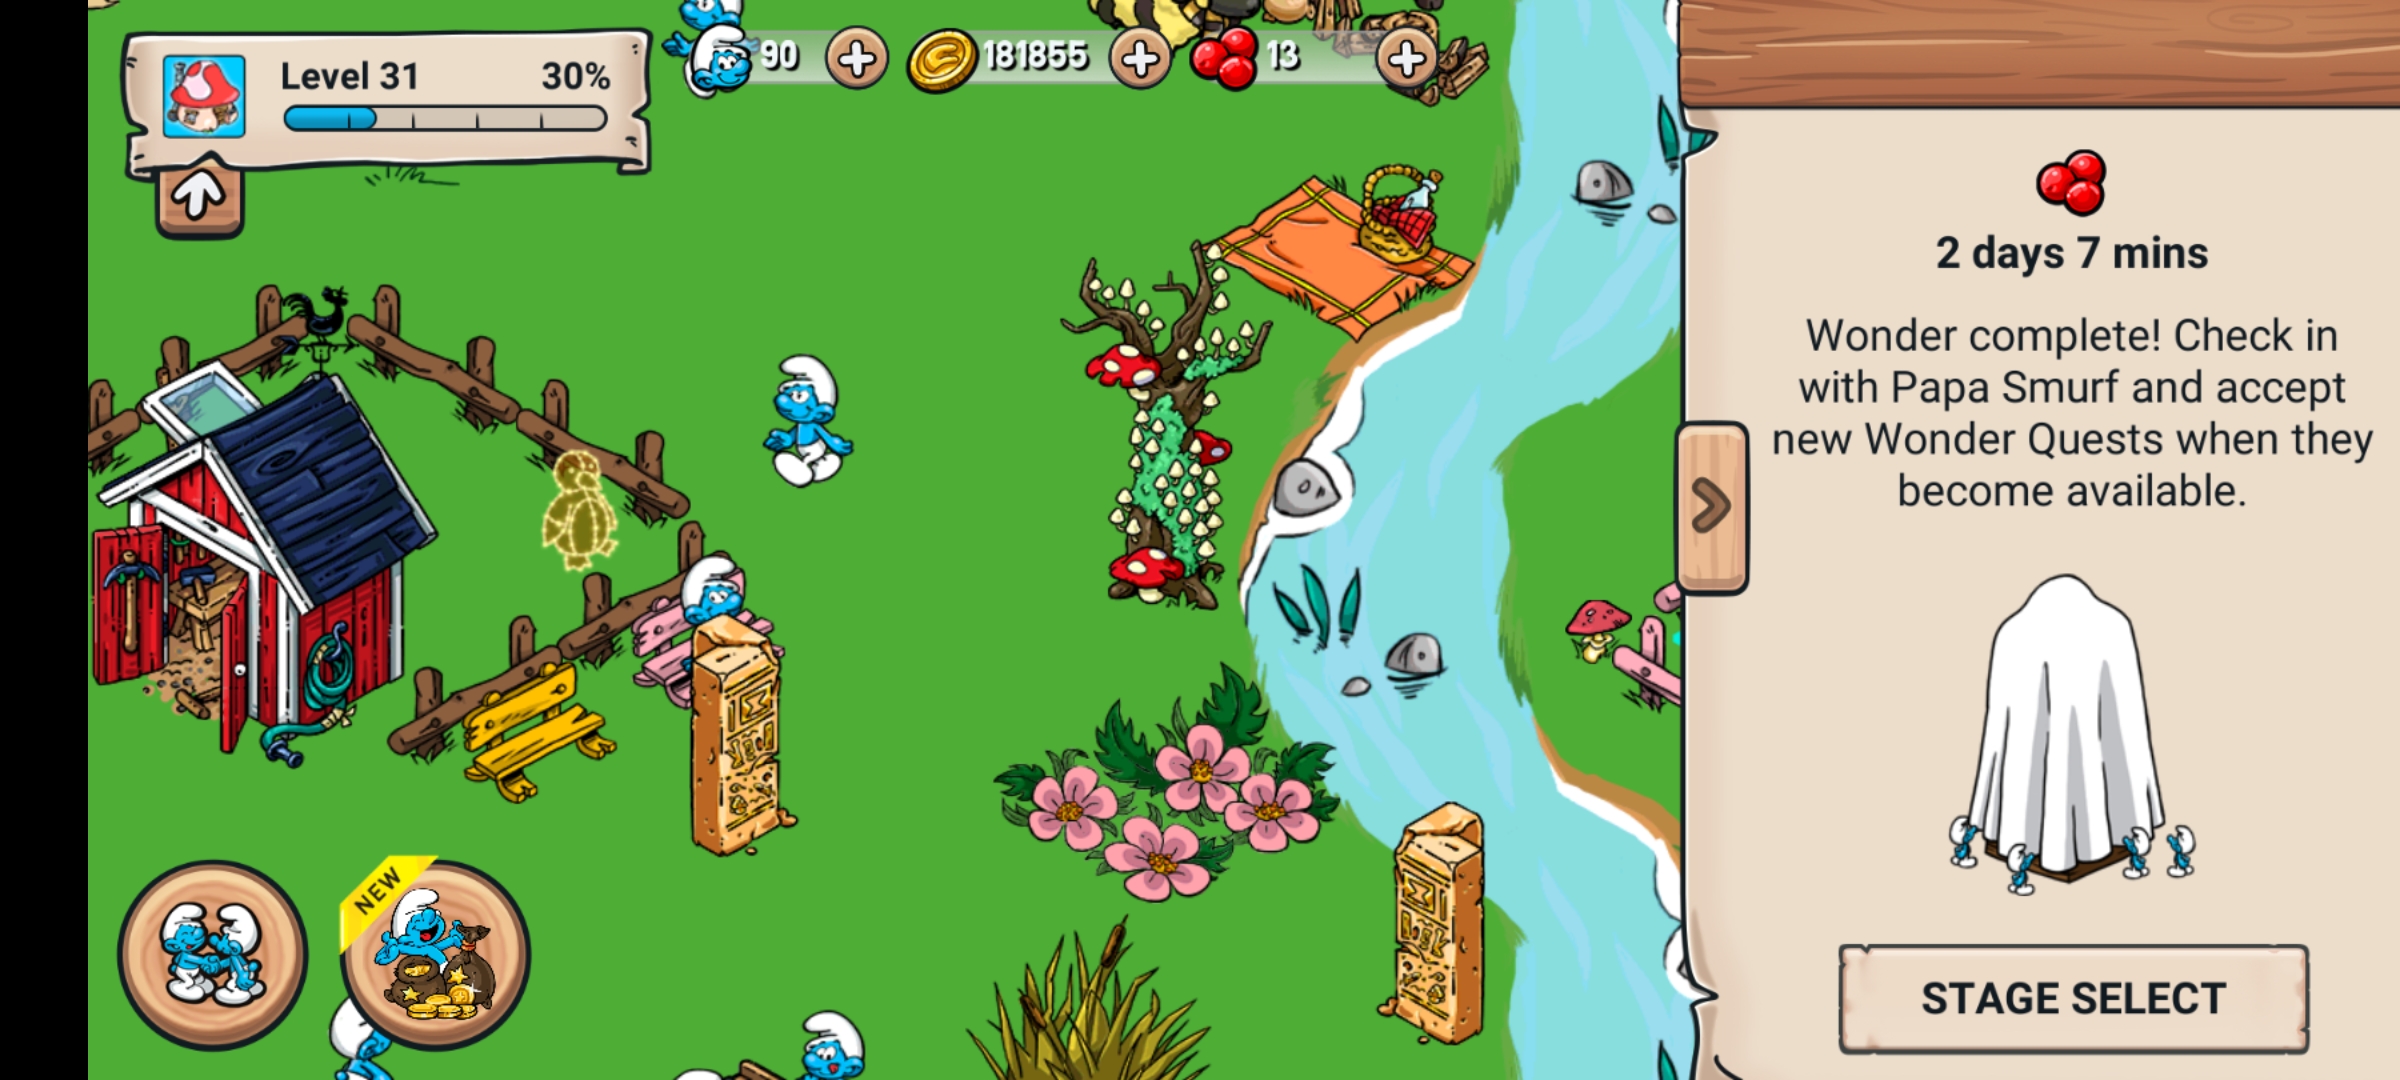 Level 31 30%
90
181855
13
2 days 7 mins
Wonder complete! Check in
with Papa Smurf and accept
new Wonder Quests when they
become available.
NEW
STAGE SELECT